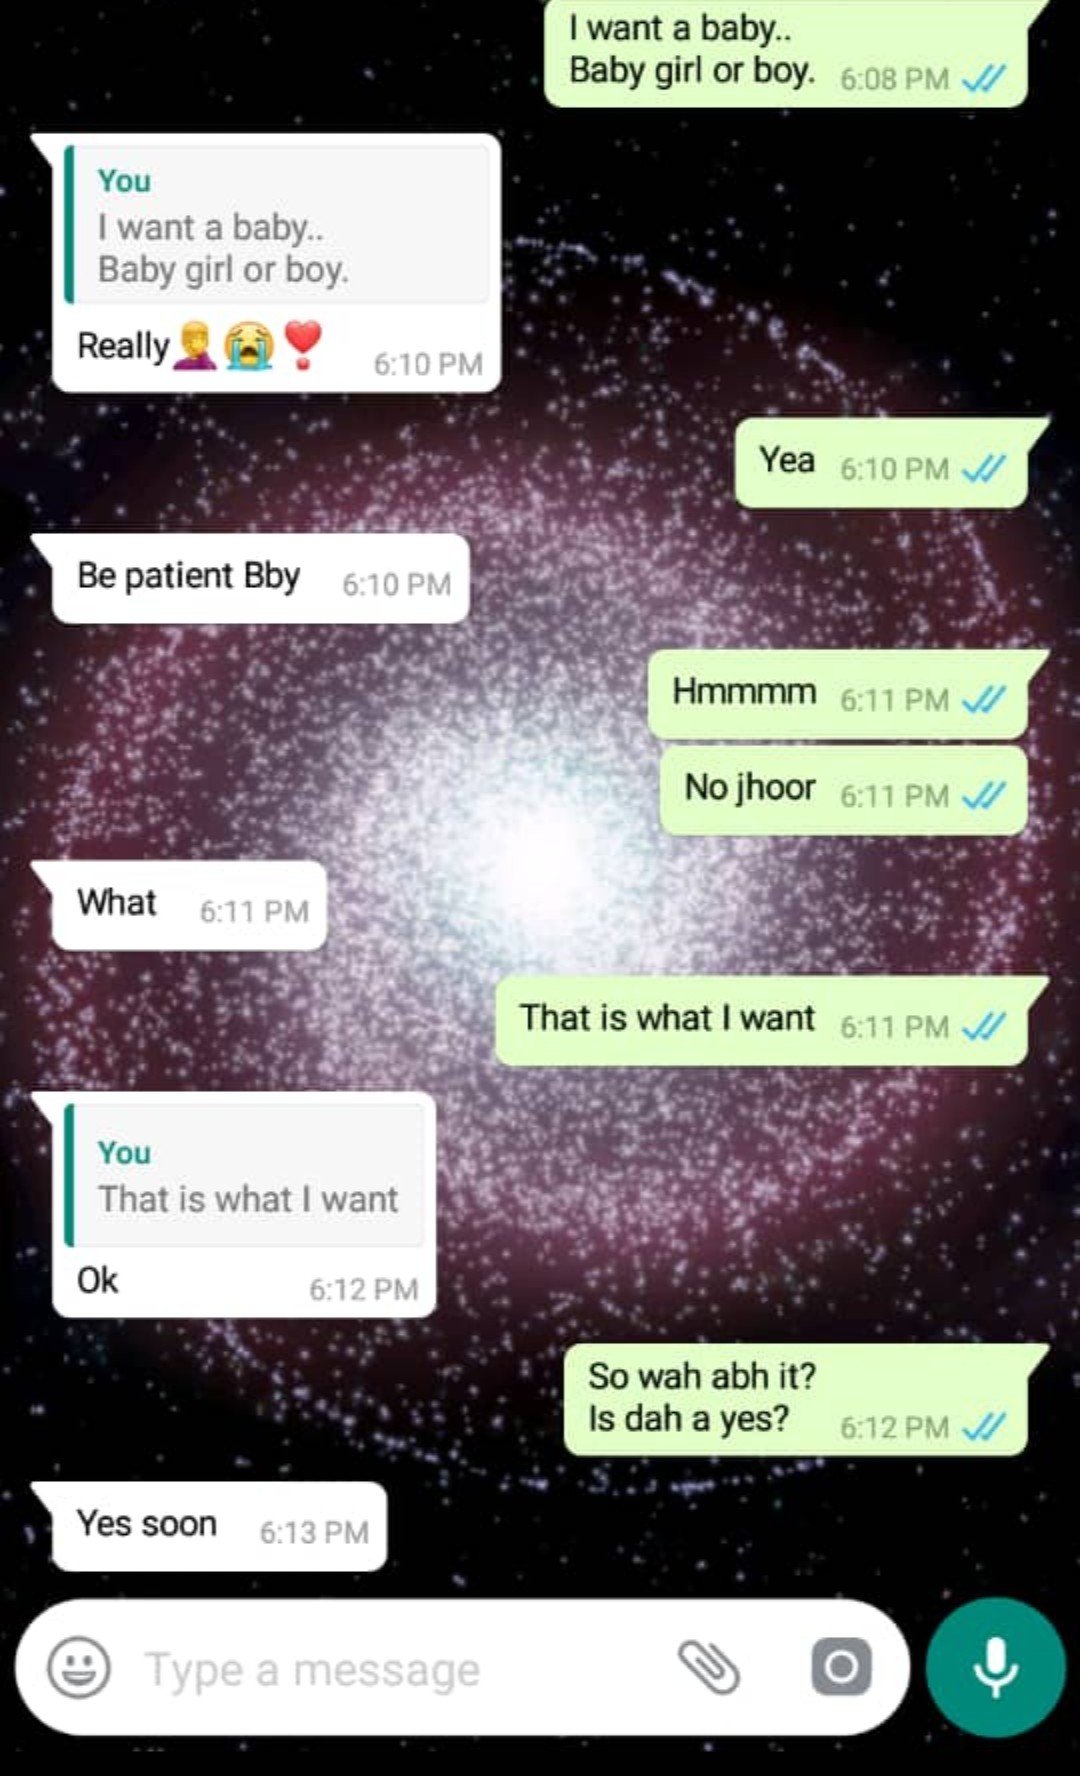 I want a baby..
Baby girl or boy. 6:08 PM
You
I want a baby..
Baby girl or boy.
Really🤦😭❣️ 6:10 PM
Yea 6:10 PM
Be patient Bby 6:10 PM
Hmmmm 6:11 PM
No jhoor 6:11 PM
What 6:11 PM
That is what I want 6:11 PM
You
That is what I want
Ok 6:12 PM
So wah abh it?
Is dah a yes? 6:12 PM
Yes soon 6:13 PM
Type a message